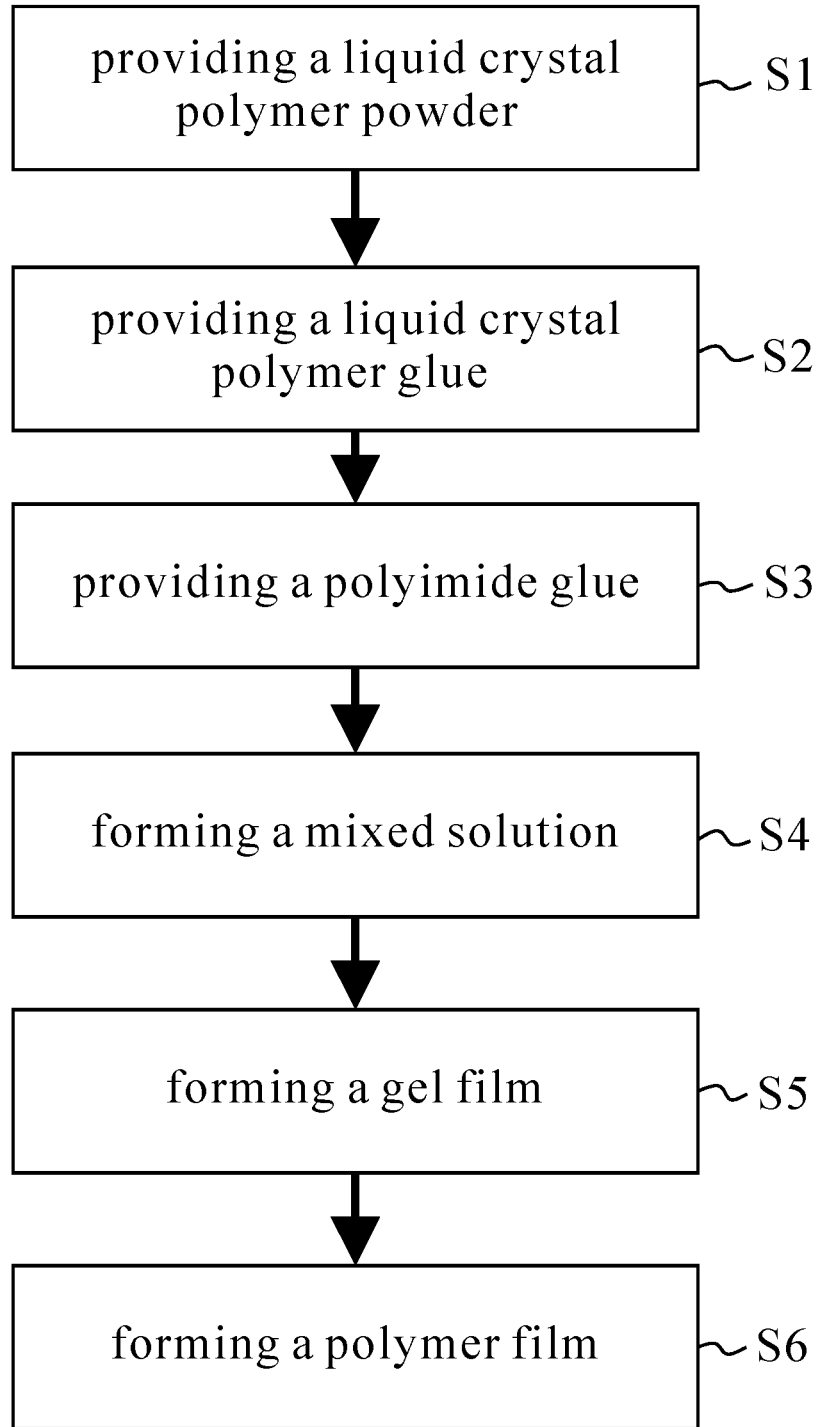 providing a liquid crystal
polymer powder
S1
providing a liquid crystal
polymer glue
S2
providing a polyimide glue
S3
forming a mixed solution
S4
forming a gel film
S5
forming a polymer film
S6